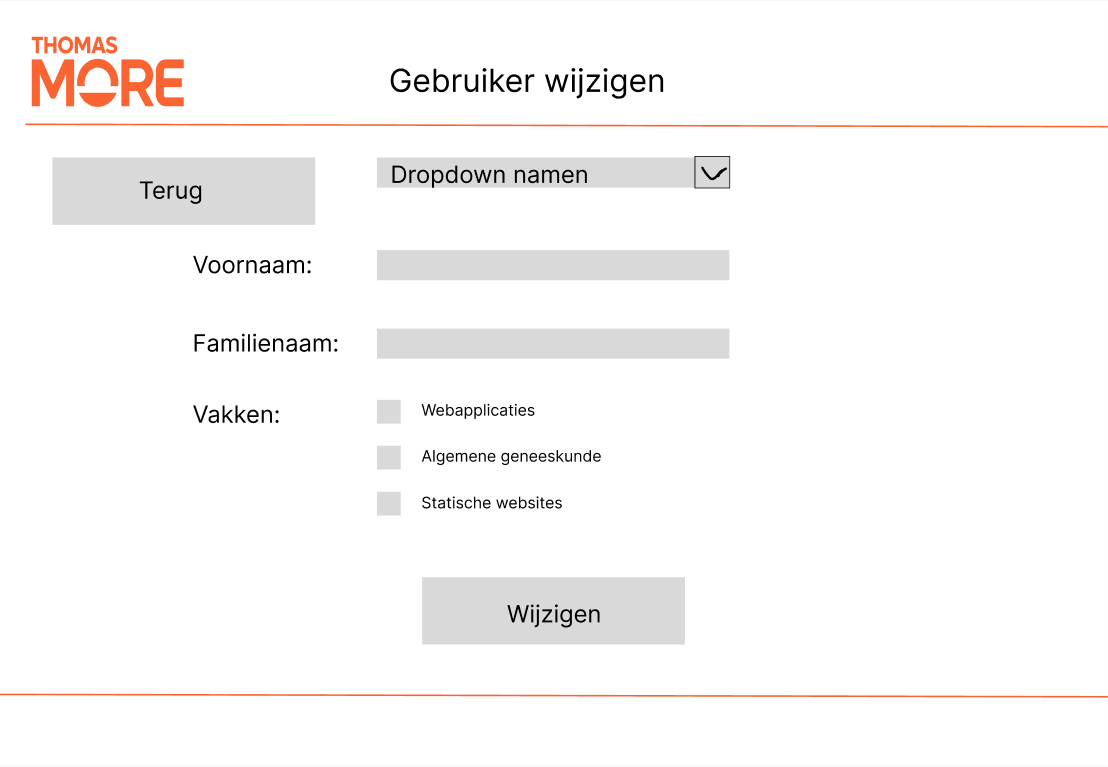 THOMAS
MORE
Gebruiker wijzigen
Terug
Dropdown namen
Voornaam:
Familienaam:
Vakken:
Webapplicaties
Algemene geneeskunde
Statische websites
Wijzigen